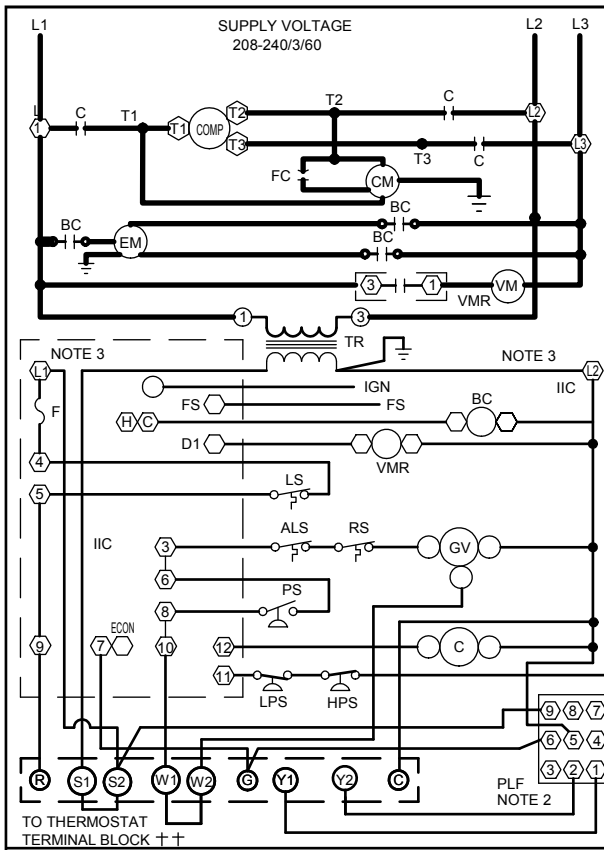 L1 SUPPLY VOLTAGE L2 L3
208-240/3/60
C T1 T2 T2 C
L
1 T1 COMP L2
T3 T3 C L3
FC CM
BC BC
EM BC
3 1 VM
VMR
1 3
TR
NOTE 3 NOTE 3
L1 L2
IGN IIC
F FS FS BC
H C
D1
VMR
4 LS
5
ALS RS
IIC 3 GV
6
PS
8
ECON
9 7 10 12 C
11
LPS HPS
9 8 7
6 5 4
3 2 1
R S1 S2 W1 W2 G Y1 Y2 C
PLF
NOTE 2
TO THERMOSTAT
TERMINAL BLOCK ††